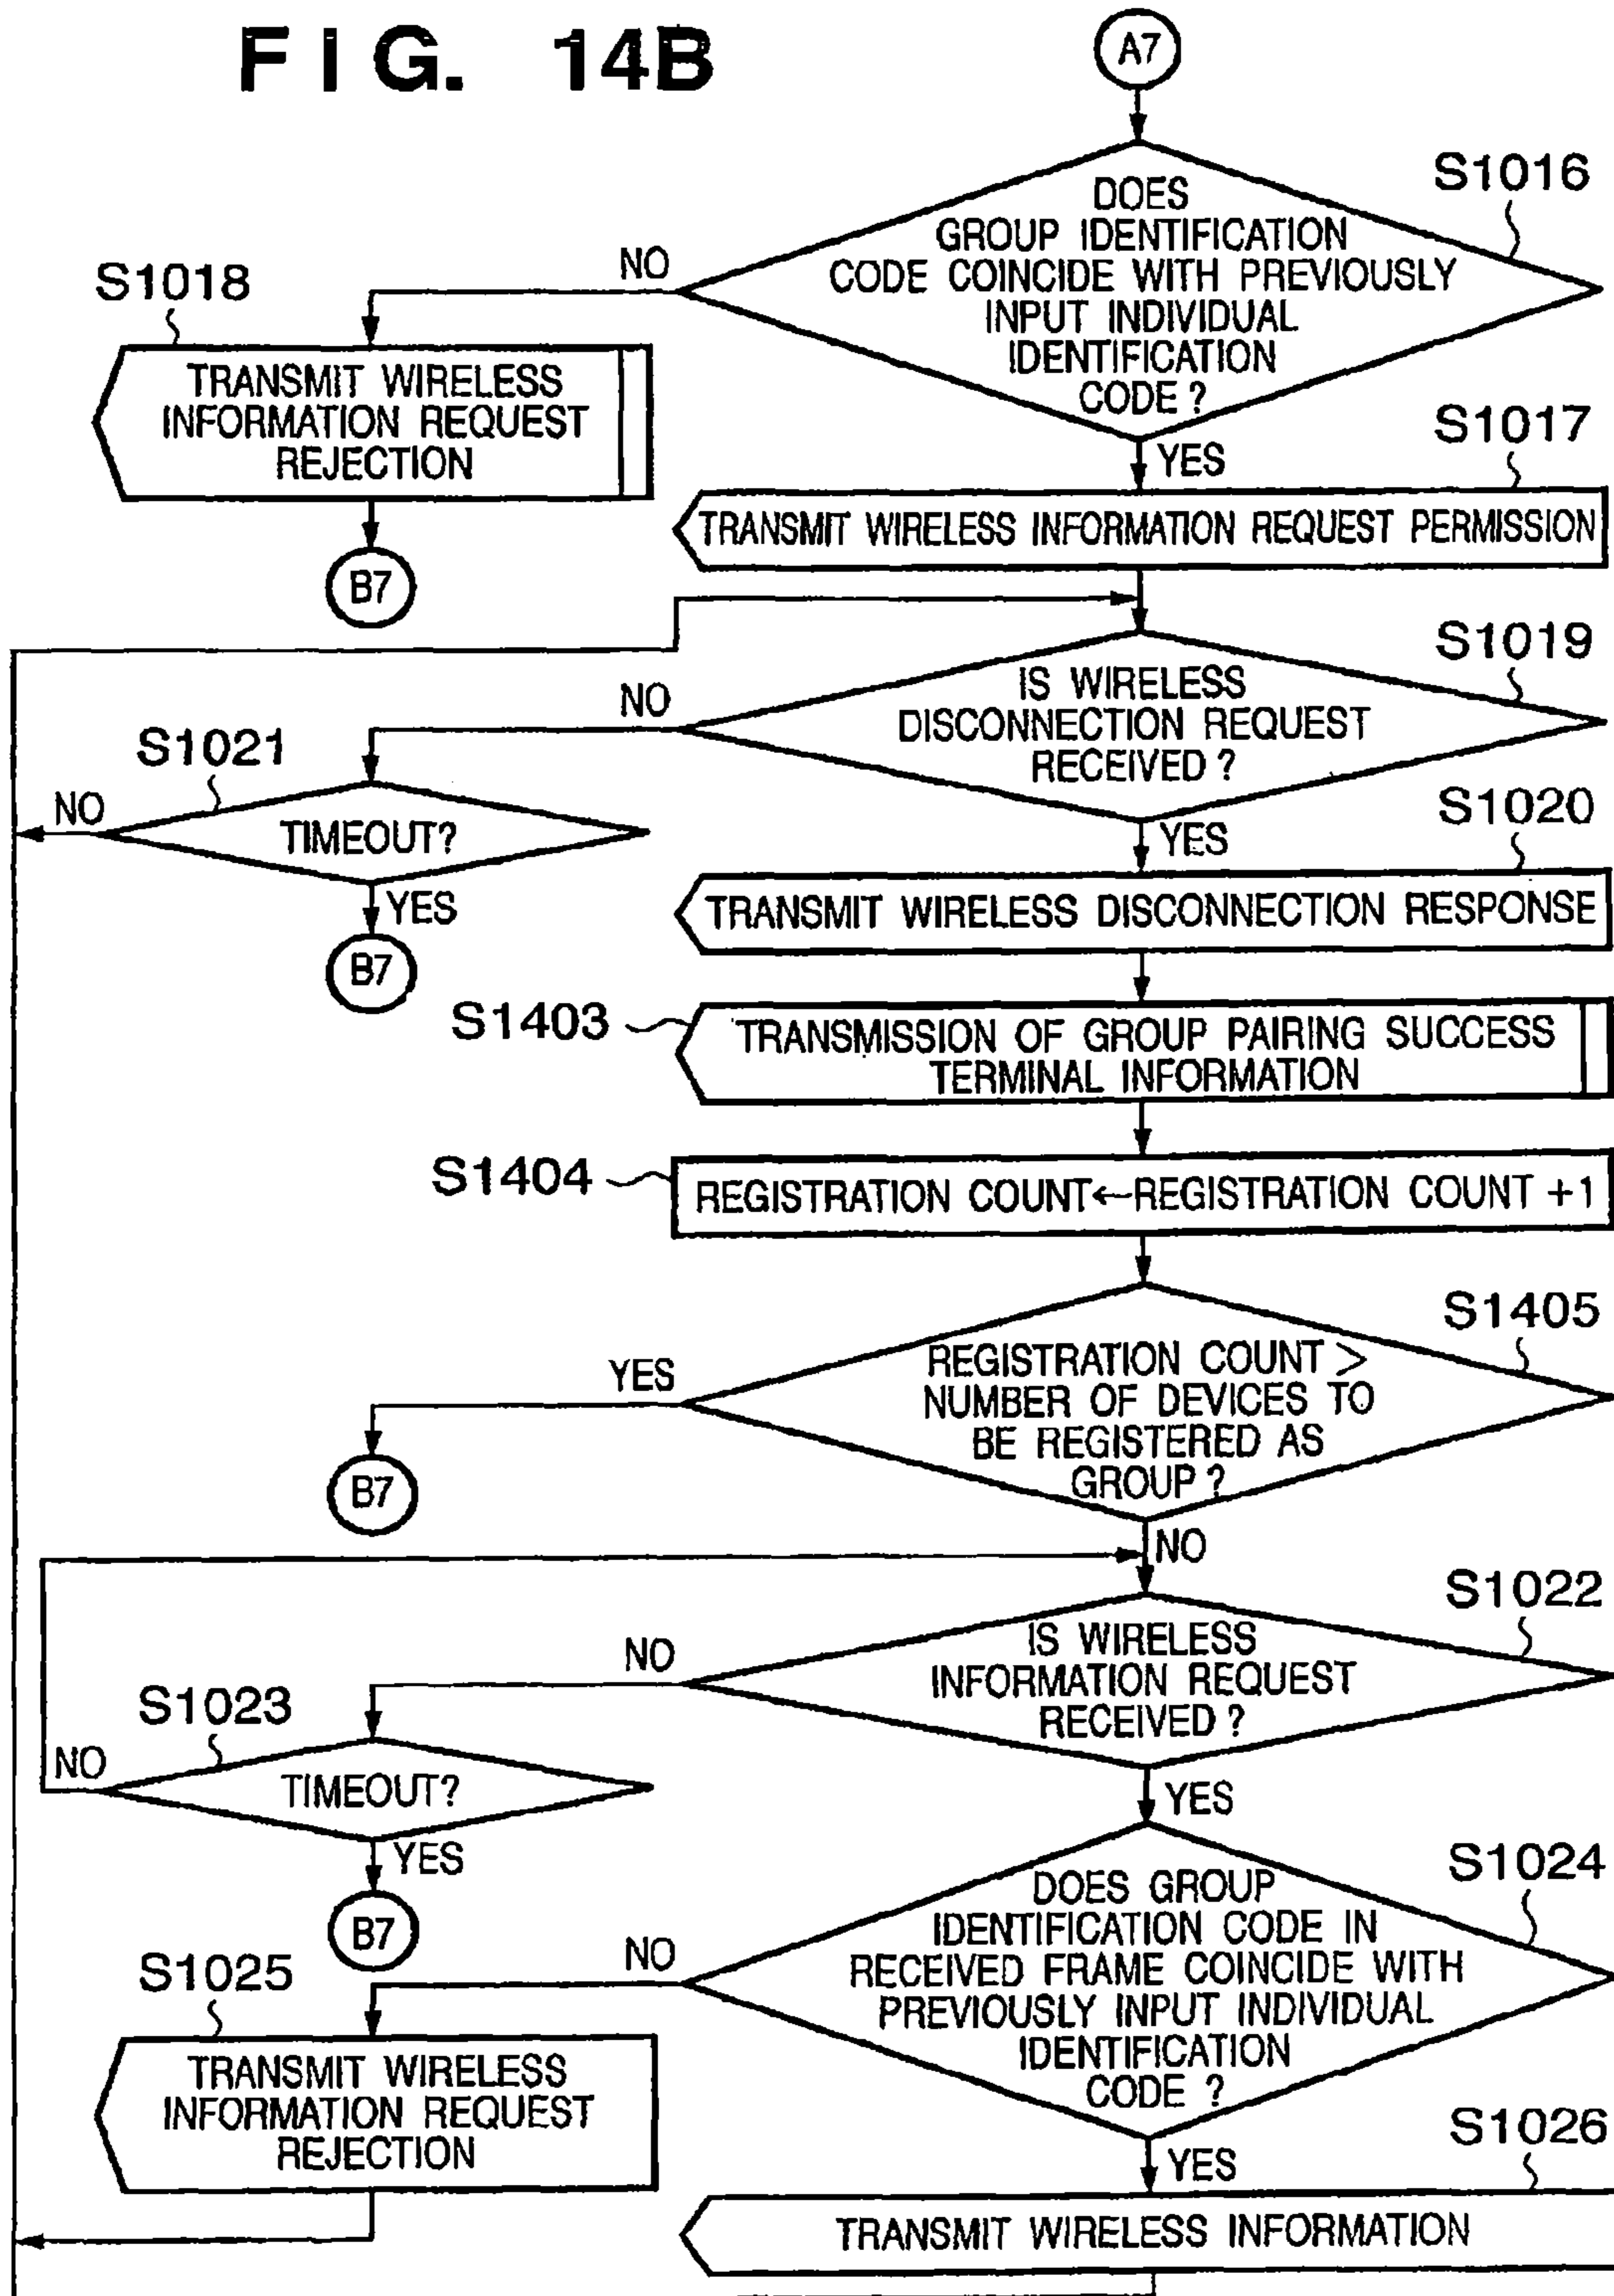 FIG. 14B
A7
S1016
DOES
GROUP IDENTIFICATION
CODE COINCIDE WITH PREVIOUSLY
INPUT INDIVIDUAL
IDENTIFICATION
CODE ?
NO
S1018
TRANSMIT WIRELESS
INFORMATION REQUEST
REJECTION
B7
YES
S1017
TRANSMIT WIRELESS INFORMATION REQUEST PERMISSION
S1019
IS WIRELESS
DISCONNECTION REQUEST
RECEIVED ?
NO
S1021
TIMEOUT?
NO
YES
B7
YES
S1020
TRANSMIT WIRELESS DISCONNECTION RESPONSE
S1403
TRANSMISSION OF GROUP PAIRING SUCCESS
TERMINAL INFORMATION
S1404
REGISTRATION COUNT←REGISTRATION COUNT +1
S1405
REGISTRATION COUNT >
NUMBER OF DEVICES TO
BE REGISTERED AS
GROUP ?
YES
B7
NO
S1022
IS WIRELESS
INFORMATION REQUEST
RECEIVED ?
NO
S1023
TIMEOUT?
NO
YES
B7
YES
S1024
DOES GROUP
IDENTIFICATION CODE IN
RECEIVED FRAME COINCIDE WITH
PREVIOUSLY INPUT INDIVIDUAL
IDENTIFICATION
CODE ?
NO
S1025
TRANSMIT WIRELESS
INFORMATION REQUEST
REJECTION
YES
S1026
TRANSMIT WIRELESS INFORMATION